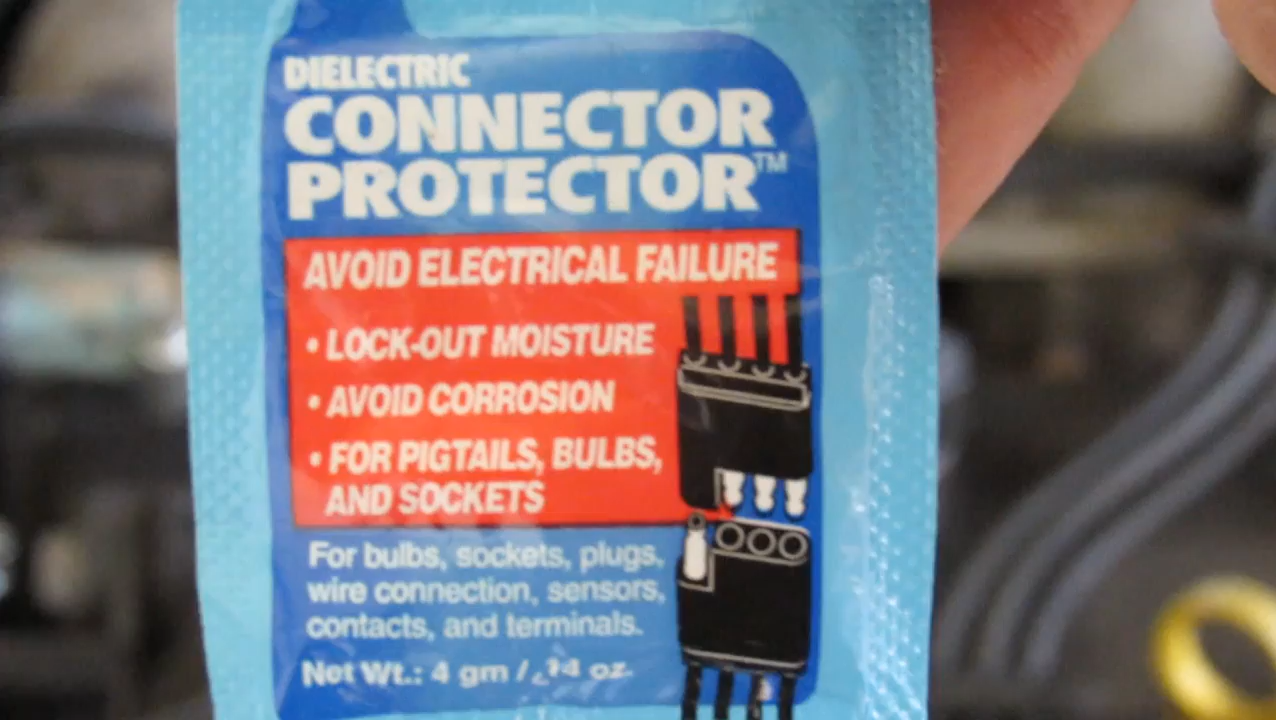 DIELECTRIC
CONNECTOR
PROTECTOR™
AVOID ELECTRICAL FAILURE
• LOCK-OUT MOISTURE
• AVOID CORROSION
• FOR PIGTAILS, BULBS,
AND SOCKETS
For bulbs, sockets, plugs,
wire connection, sensors,
contacts, and terminals.
Net Wt.: 4 gm / .14 oz.